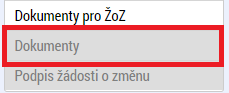 Dokumenty pro ŽoZ
Dokumenty
Podpis žádosti o změnu